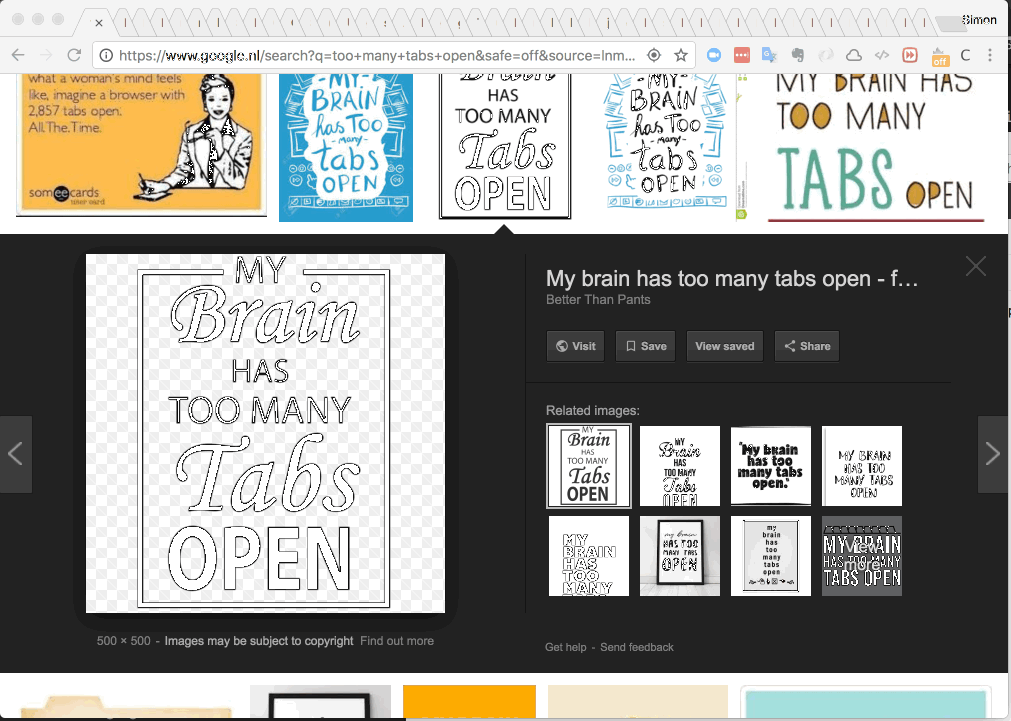 Simon
https://www.google.nl/search?q=too+many+tabs+open&safe=off&source=lnm...
off
C
what a woman's mind feels
like, imagine a browser with
2,857 tabs open.
All.The.Time.
someecards
user card
MY
BRAIN
has Too
many
tabs
OPEN
HAS
TOO MANY
Tabs
OPEN
MY
BRAIN
has Too
many
tabs
OPEN
MY BRAIN HAS
TOO MANY
TABS OPEN
MY
Brain
HAS
TOO MANY
Tabs
OPEN
500 × 500 - Images may be subject to copyright Find out more
My brain has too many tabs open - f...
Better Than Pants
Visit
Save
View saved
Share
Related images:
MY
Brain
HAS
TOO MANY
Tabs
OPEN
MY
Brain
HAS
TOO MANY
Tabs
OPEN
"My brain
has too
many tabs
open."
MY BRAIN
HAS TOO
MANY TABS
OPEN
MY
BRAIN
HAS
TOO
MANY
my Brain
HAS TOO
MANY TABS
OPEN
my
brain
has
too
many
tabs
open
MY BRAIN
HAS TOO MANY
TABS OPEN
View
more
Get help - Send feedback